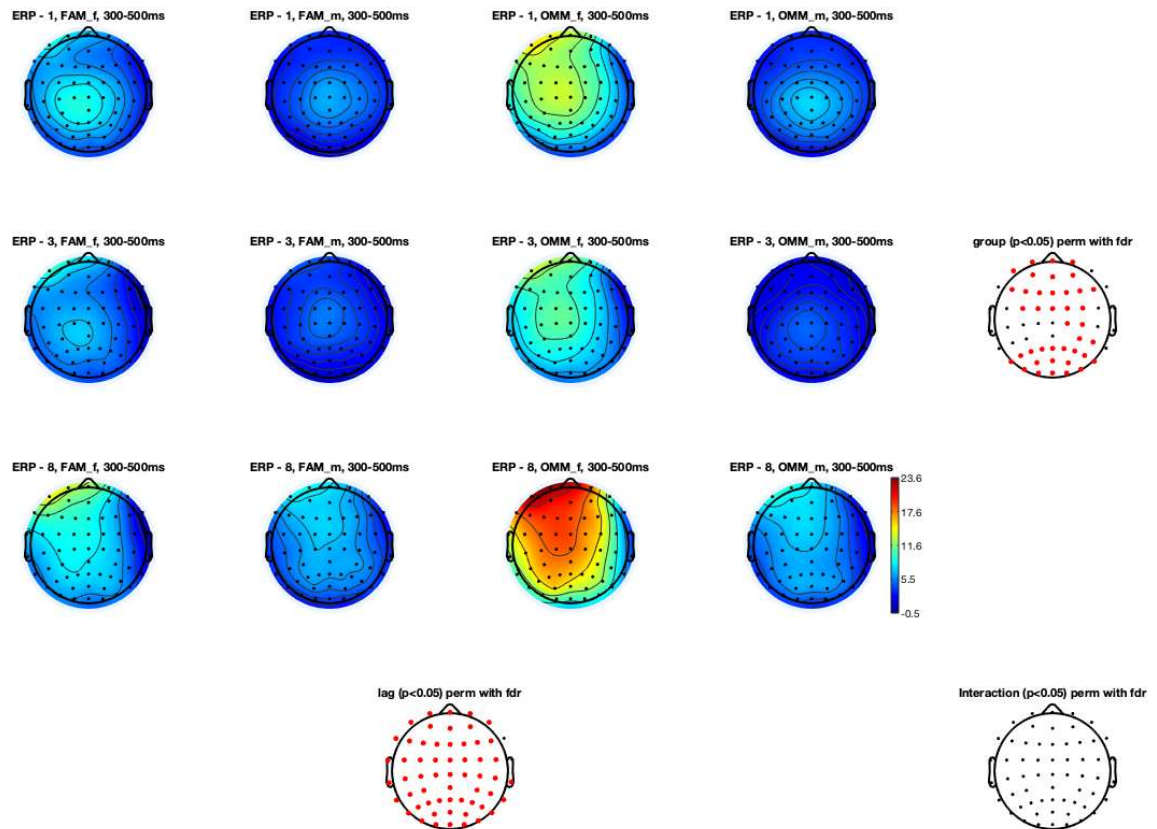 ERP - 1, FAM_f, 300-500ms
ERP - 1, FAM_m, 300-500ms
ERP - 1, OMM_f, 300-500ms
ERP - 1, OMM_m, 300-500ms
ERP - 3, FAM_f, 300-500ms
ERP - 3, FAM_m, 300-500ms
ERP - 3, OMM_f, 300-500ms
ERP - 3, OMM_m, 300-500ms
group (p<0.05) perm with fdr
ERP - 8, FAM_f, 300-500ms
ERP - 8, FAM_m, 300-500ms
ERP - 8, OMM_f, 300-500ms
ERP - 8, OMM_m, 300-500ms
23.6
17.6
11.6
5.5
-0.5
lag (p<0.05) perm with fdr
Interaction (p<0.05) perm with fdr